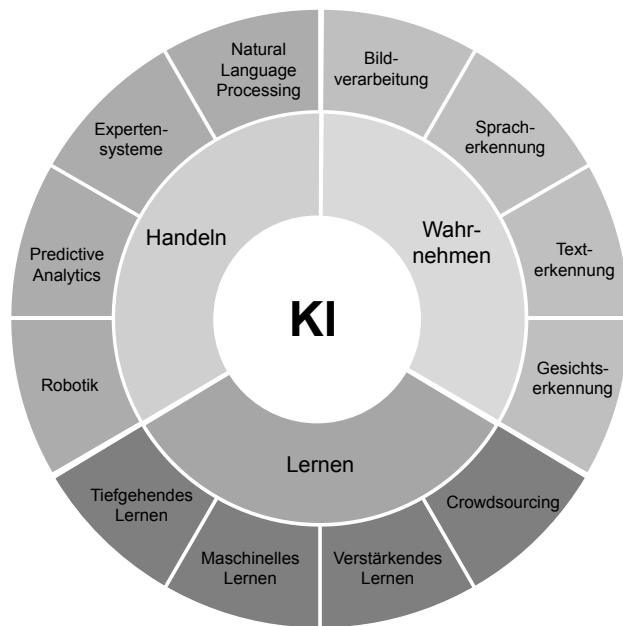 Natural
Language
Processing
Bild-
verarbeitung
Experten-
systeme
Sprach-
erkennung
Handeln
Wahr-
nehmen
Predictive
Analytics
Text-
erkennung
KI
Robotik
Gesichts-
erkennung
Lernen
Tiefgehendes
Lernen
Crowdsourcing
Maschinelles
Lernen
Verstärkendes
Lernen